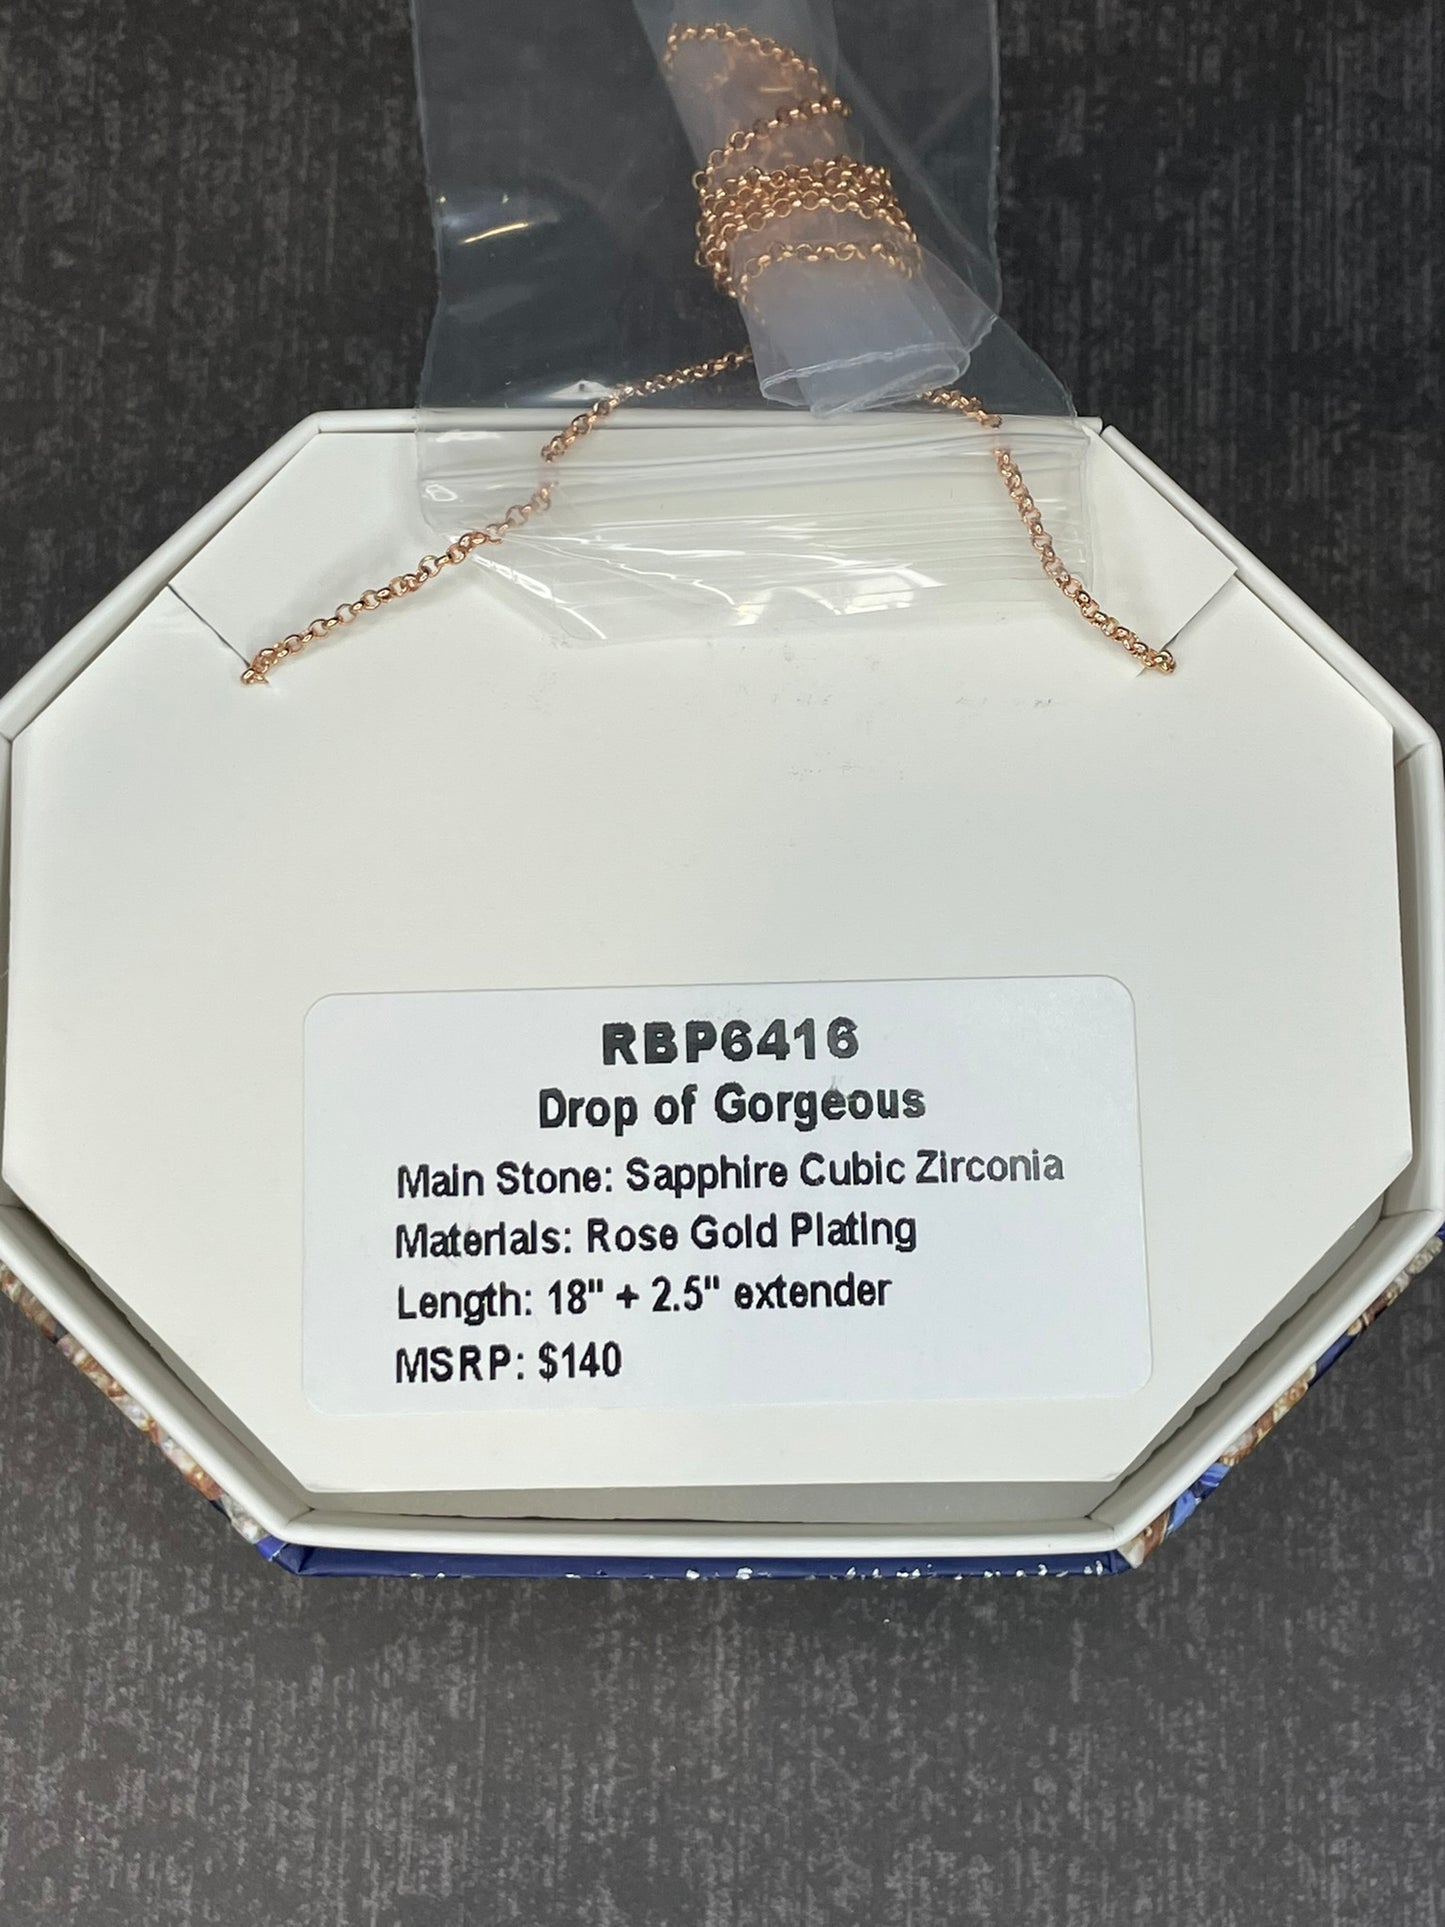 RBP6416
Drop of Gorgeous
Main Stone: Sapphire Cubic Zirconia
Materials: Rose Gold Plating
Length: 18" + 2.5" extender
MSRP: $140